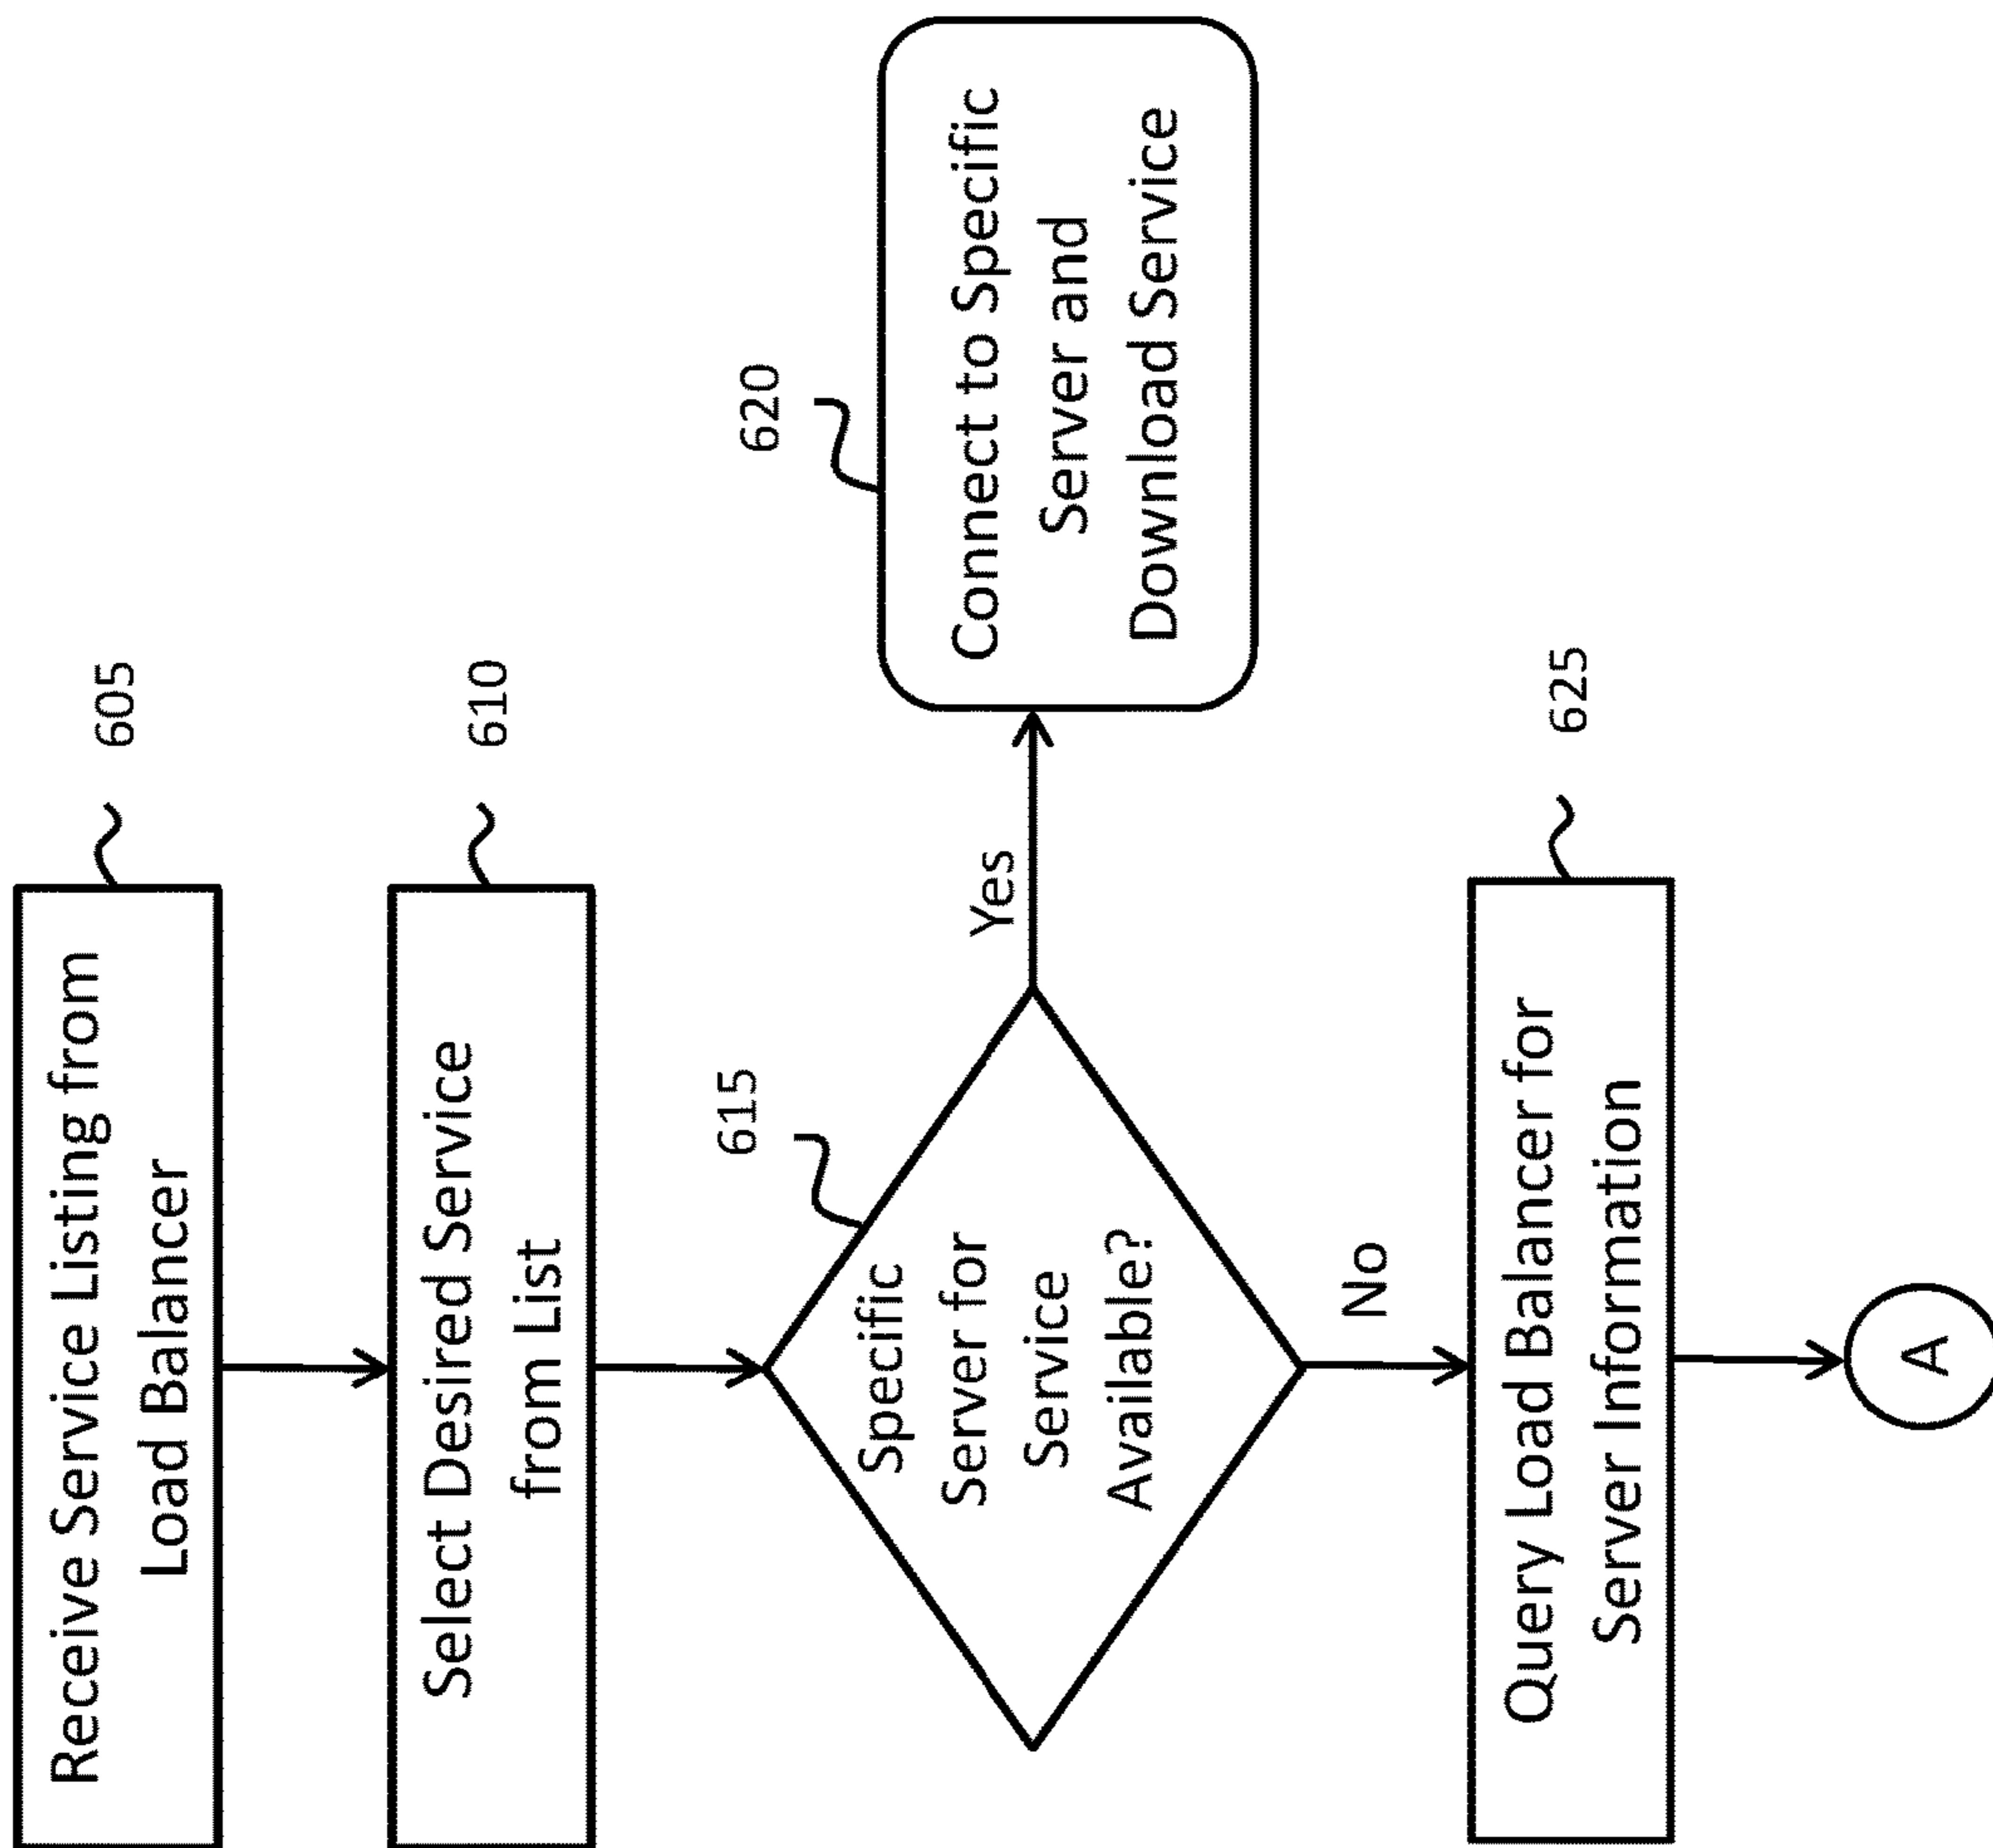 605
Receive Service Listing from
Load Balancer
610
Select Desired Service
from List
615
Specific
Server for
Service
Available?
Yes
620
Connect to Specific
Server and
Download Service
No
625
Query Load Balancer for
Server Information
A